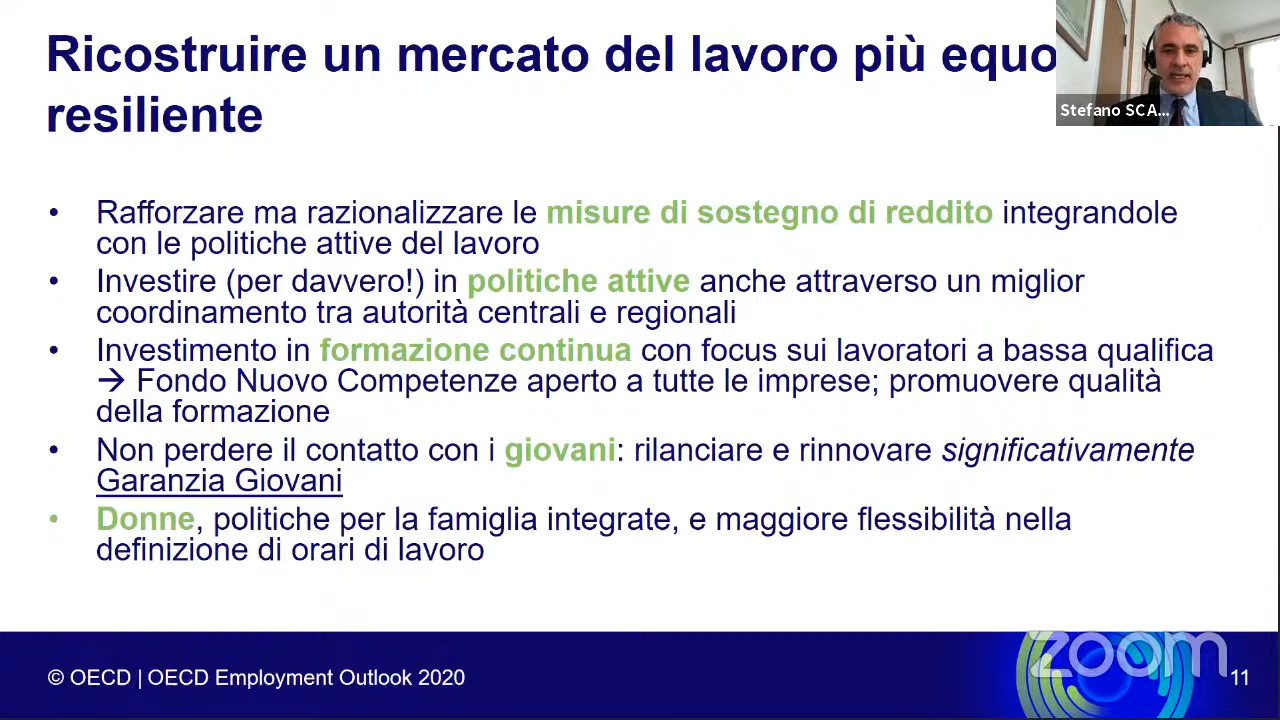 Ricostruire un mercato del lavoro più equo
resiliente
Stefano SCA...
• Rafforzare ma razionalizzare le misure di sostegno di reddito integrandole
con le politiche attive del lavoro
• Investire (per davvero!) in politiche attive anche attraverso un miglior
coordinamento tra autorità centrali e regionali
• Investimento in formazione continua con focus sui lavoratori a bassa qualifica
→ Fondo Nuovo Competenze aperto a tutte le imprese; promuovere qualità
della formazione
• Non perdere il contatto con i giovani: rilanciare e rinnovare significativamente
Garanzia Giovani
• Donne, politiche per la famiglia integrate, e maggiore flessibilità nella
definizione di orari di lavoro
© OECD | OECD Employment Outlook 2020
zoom
11